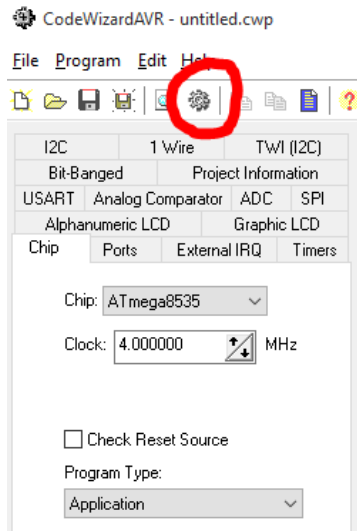 CodeWizardAVR - untitled.cwp
File Program Edit Help
I2C 1 Wire TWI (I2C)
Bit-Banged Project Information
USART Analog Comparator ADC SPI
Alphanumeric LCD Graphic LCD
Chip Ports External IRQ Timers
Chip: ATmega8535
Clock: 4.000000 MHz
Check Reset Source
Program Type:
Application